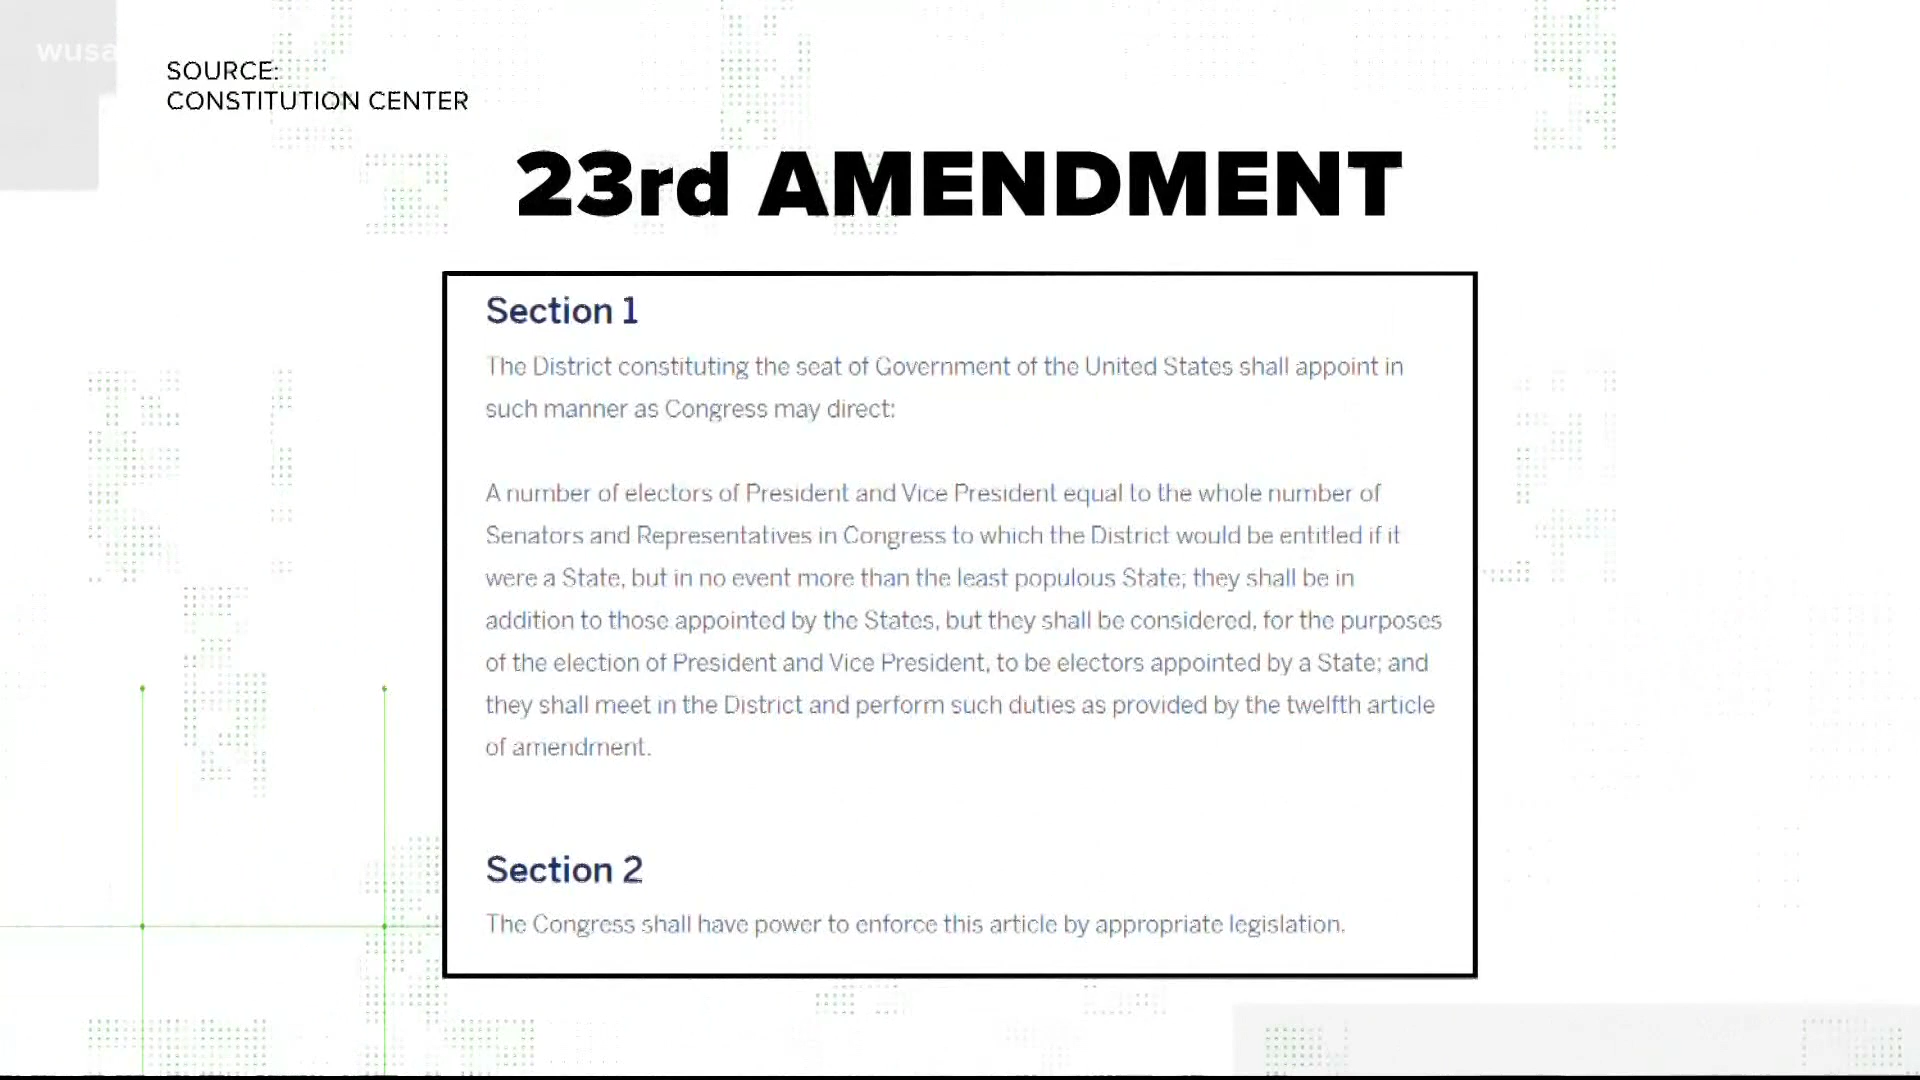 wusa
SOURCE:
CONSTITUTION CENTER
23rd AMENDMENT
Section 1
The District constituting the seat of Government of the United States shall appoint in
such manner as Congress may direct:
A number of electors of President and Vice President equal to the whole number of
Senators and Representatives in Congress to which the District would be entitled if it
were a State, but in no event more than the least populous State; they shall be in
addition to those appointed by the States, but they shall be considered, for the purposes
of the election of President and Vice President, to be electors appointed by a State; and
they shall meet in the District and perform such duties as provided by the twelfth article
of amendment.
Section 2
The Congress shall have power to enforce this article by appropriate legislation.